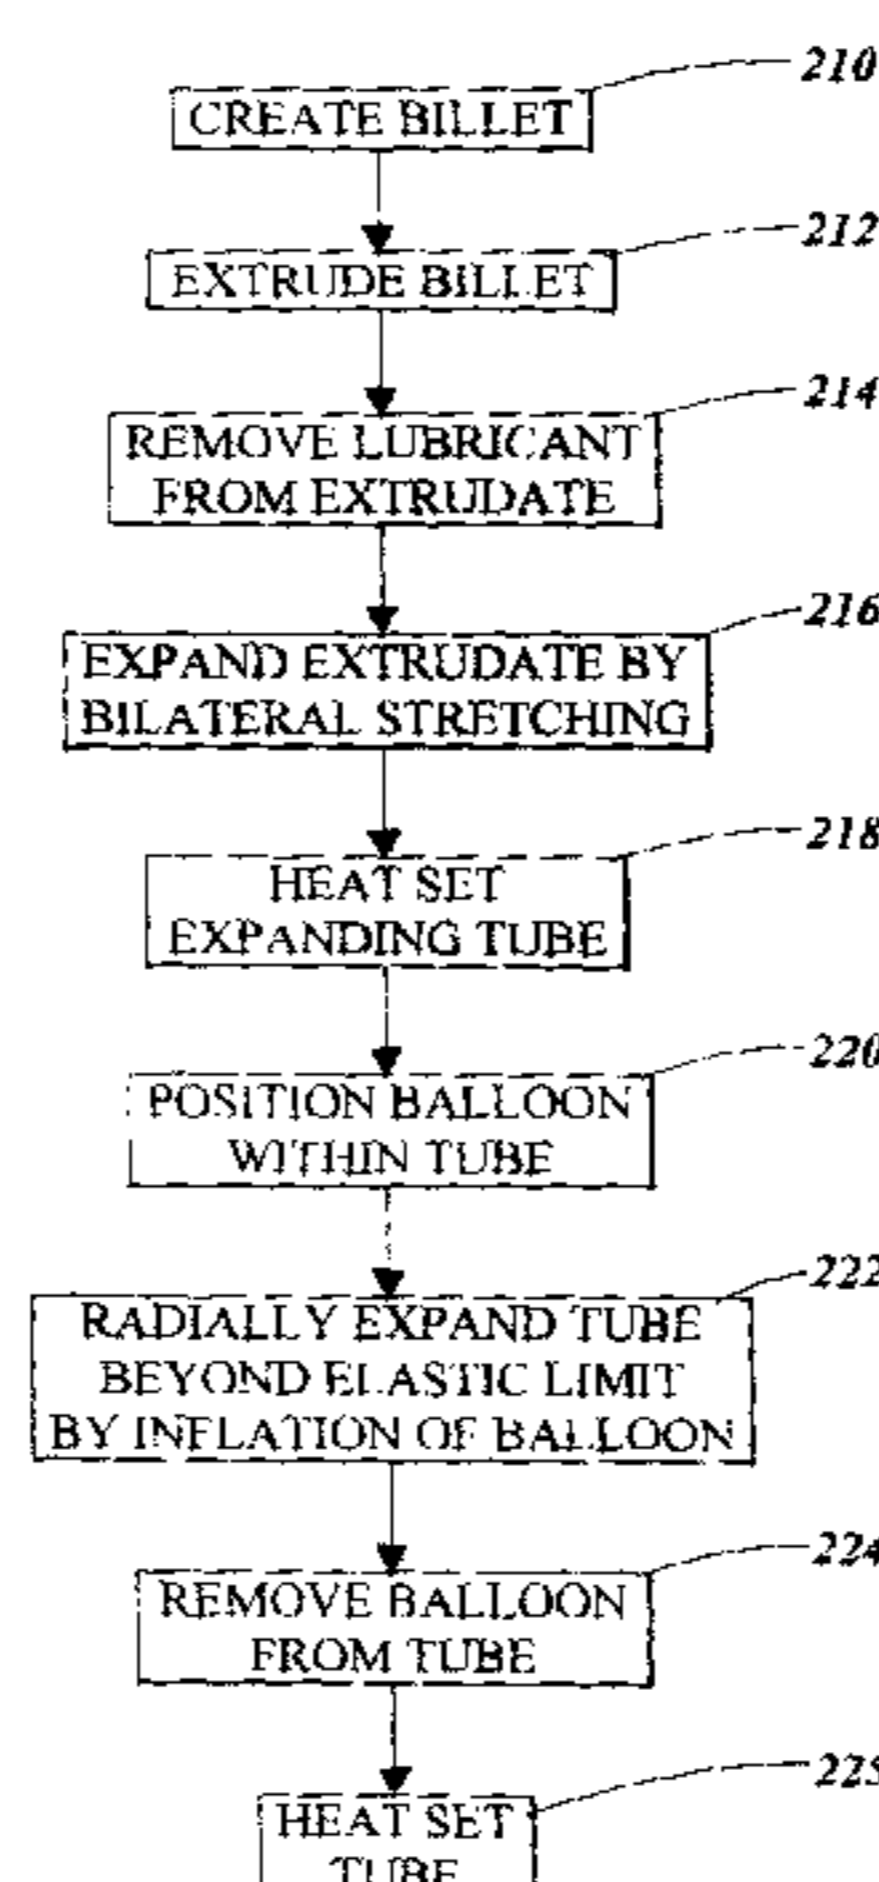 210
CREATE BILLET
212
EXTRUDE BILLET
214
REMOVE LUBRICANT
FROM EXTRUDATE
216
EXPAND EXTRUDATE BY
BILATERAL STRETCHING
218
HEAT SET
EXPANDING TUBE
220
POSITION BALLOON
WITHIN TUBE
222
RADIALLY EXPAND TUBE
BEYOND ELASTIC LIMIT
BY INFLATION OF BALLOON
224
REMOVE BALLOON
FROM TUBE
225
HEAT SET
TUBE